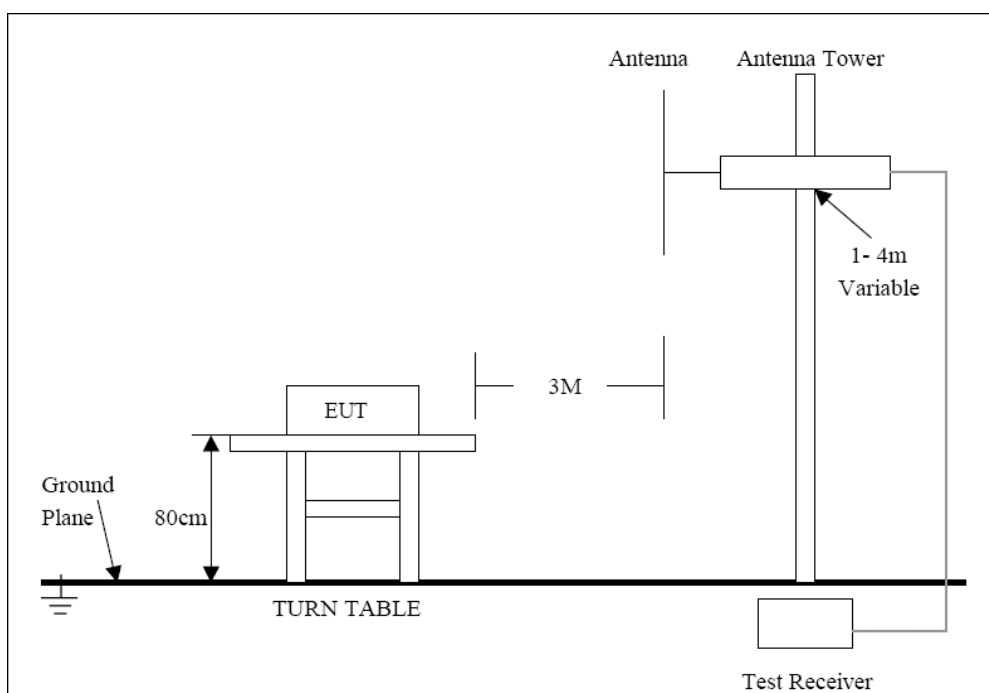 Antenna
Antenna Tower
1- 4m
Variable
3M
EUT
Ground
Plane
80cm
TURN TABLE
Test Receiver